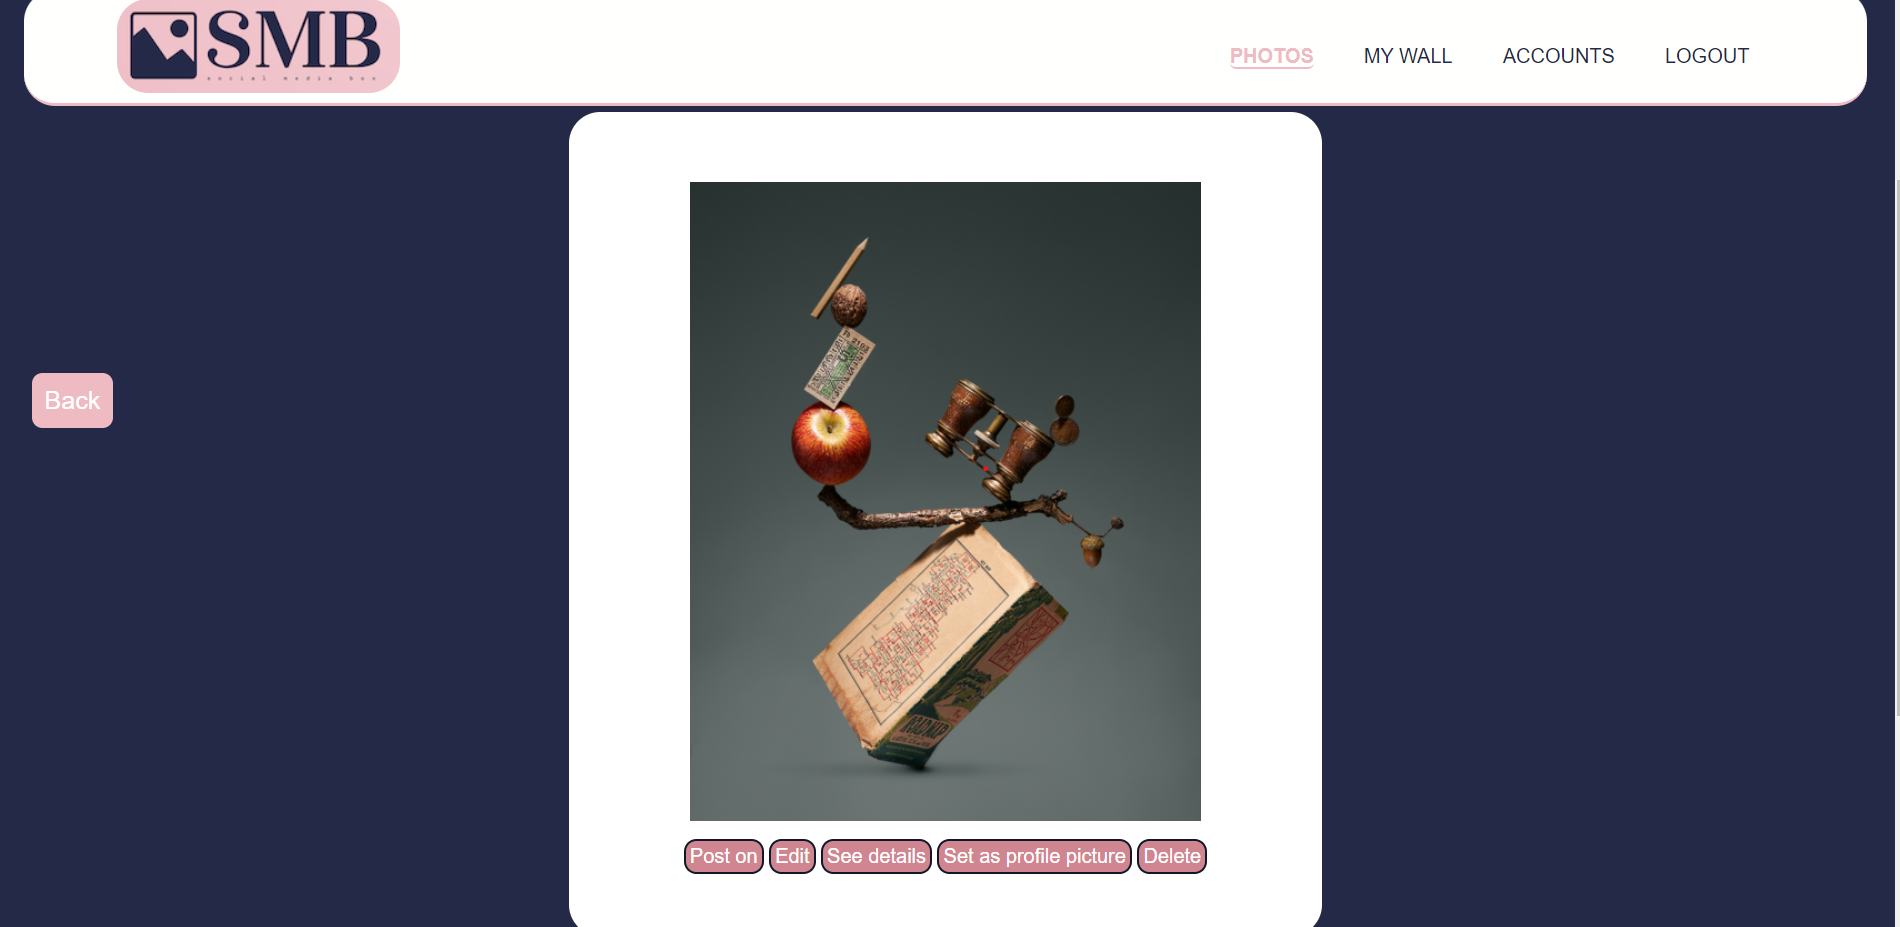 SMB
social media box
PHOTOS
MY WALL
ACCOUNTS
LOGOUT
Back
2102
Post on
Edit
See details
Set as profile picture
Delete